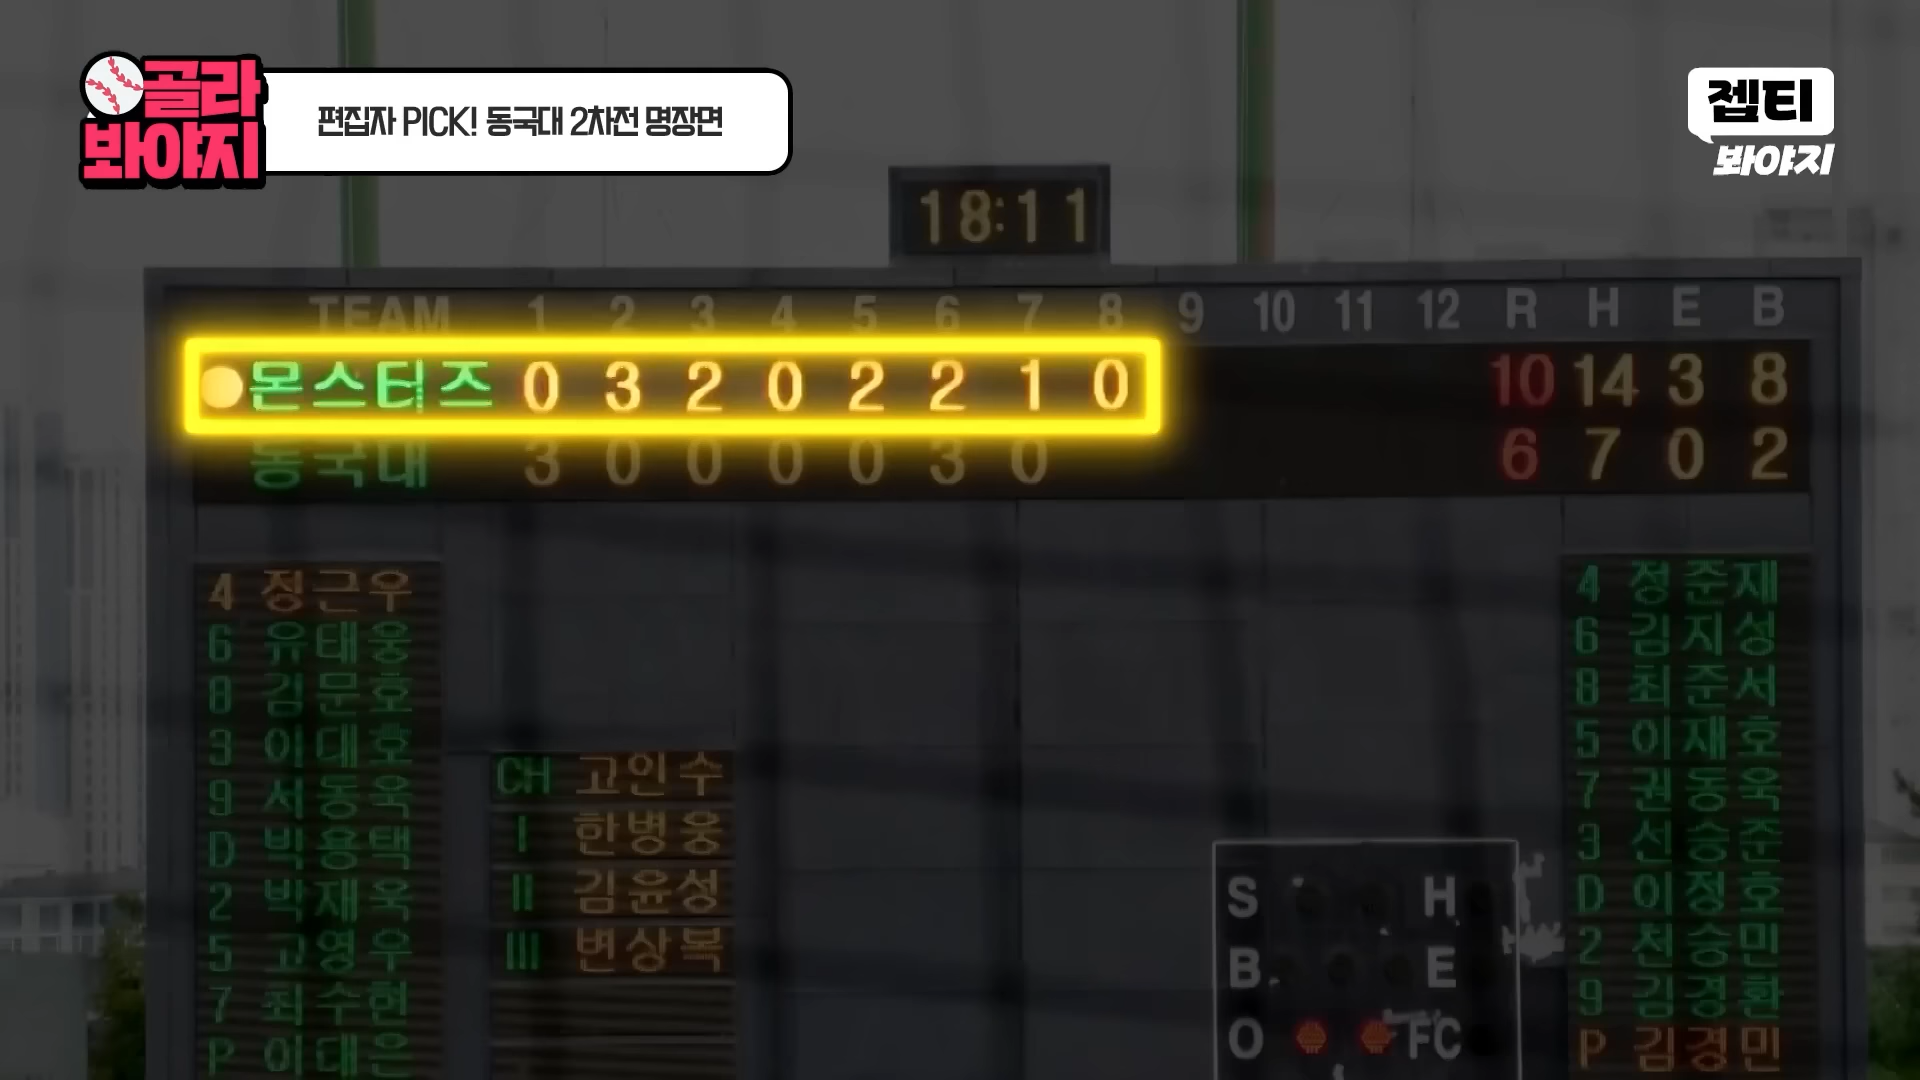 골라
봐야지
편집자 PICK! 동국대 2차전 명장면
젭티
봐야지
18:11
TEAM 1 2 3 4 5 6 7 8 9 10 11 12 R H E B
몬스터즈 0 3 2 0 2 2 1 0 10 14 3 8
동국대 3 0 0 0 0 3 0 6 7 0 2
4 정근우
6 유태웅
8 김문호
3 이대호
9 서동욱
D 박용택
2 박재욱
5 고영우
7 최수현
P 이대은
CH 고인수
I 한병웅
II 김윤성
III 변상복
S H
B E
O FC
4 정준재
6 김지성
8 최준서
5 이재호
7 권동욱
3 선승준
D 이정호
2 천승민
9 김경환
P 김경민